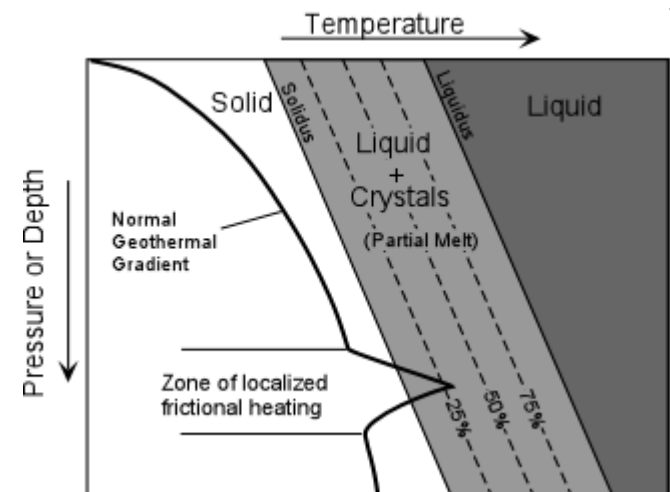 Temperature
Solid
Solidus
Liquidus
Liquid
Liquid
+
Crystals
(Partial Melt)
Pressure or Depth
Normal
Geothermal
Gradient
Zone of localized
frictional heating
25%
50%
75%